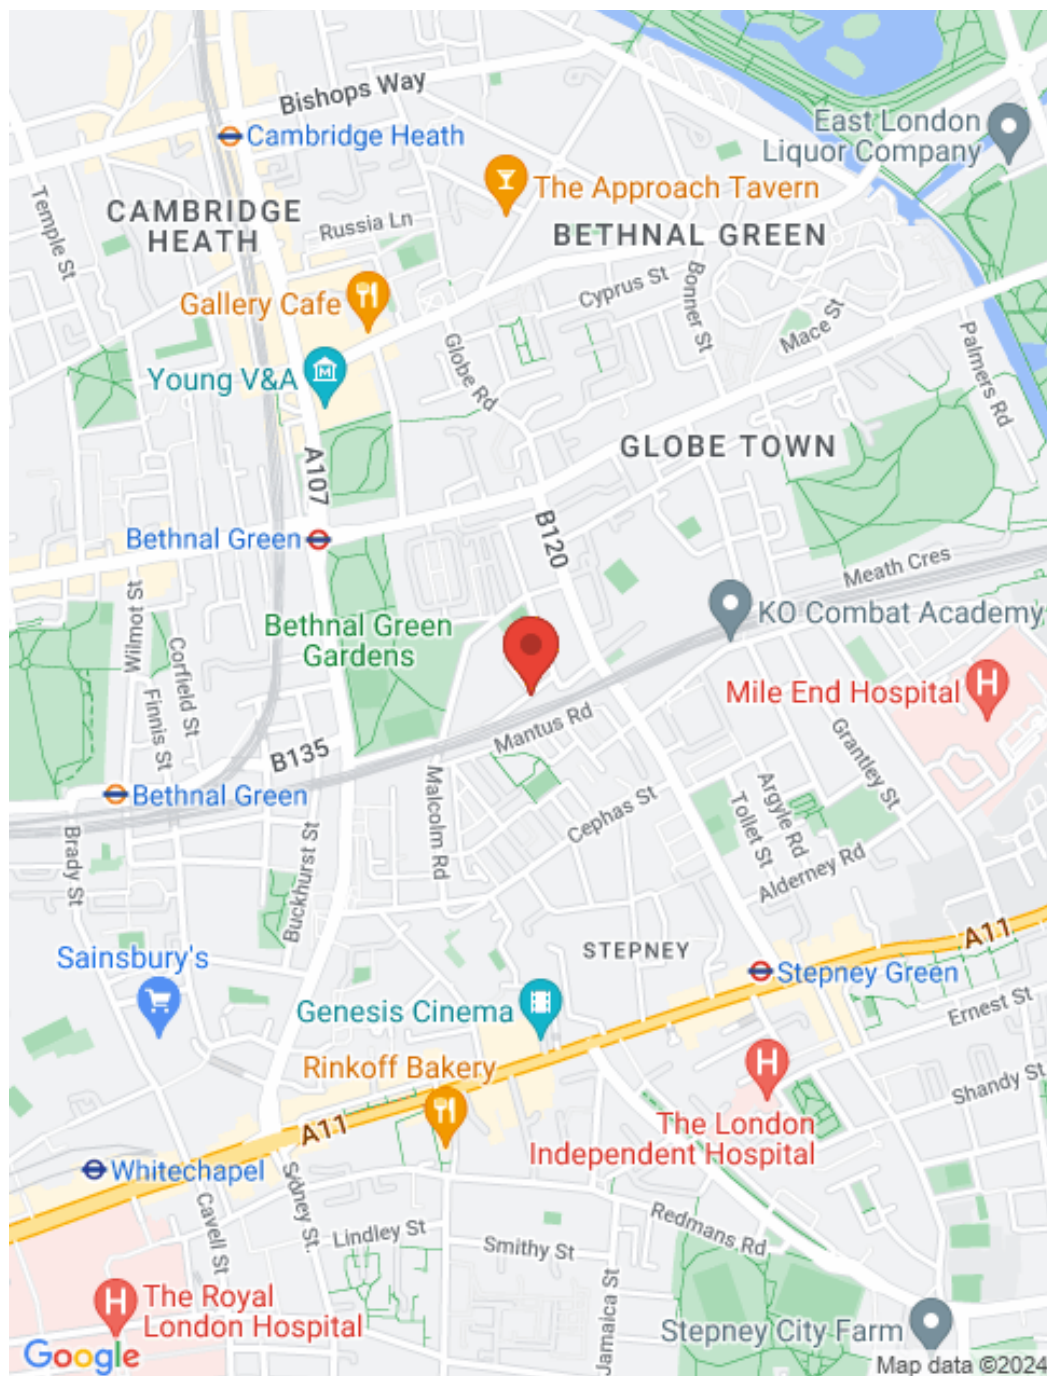 Bishops Way
Cambridge Heath
East London
Liquor Company
The Approach Tavern
Temple St
CAMBRIDGE
HEATH
Russia Ln
BETHNAL GREEN
Cyprus St
Bonner St
Gallery Cafe
Mace St
Globe Rd
Palmers Rd
Young V&A
M
GLOBE TOWN
A107
Bethnal Green
B120
Meath Cres
Wilmot St
KO Combat Academy
Bethnal Green
Gardens
Corfield St
Finnis St
Mile End Hospital
H
Mantus Rd
Grantley St
B135
Bethnal Green
Malcolm Rd
Argyle Rd
Tollet St
Cephas St
Brady St
Buckhurst St
Alderney Rd
A11
STEPNEY
Sainsbury's
Stepney Green
Genesis Cinema
Ernest St
Rinkoff Bakery
H
Shandy St
A11
The London
Independent Hospital
Whitechapel
Sidney St.
Cavell St
Lindley St
Smithy St
Redmans Rd
Jamaica St
H
The Royal
London Hospital
Stepney City Farm
Google
Map data ©2024